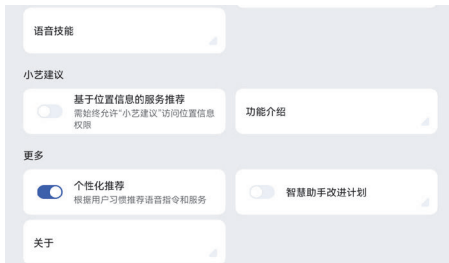 语音技能
小艺建议
基于位置信息的服务推荐
需始终允许“小艺建议”访问位置信息
权限
功能介绍
更多
个性化推荐
根据用户习惯推荐语音指令和服务
智慧助手改进计划
关于